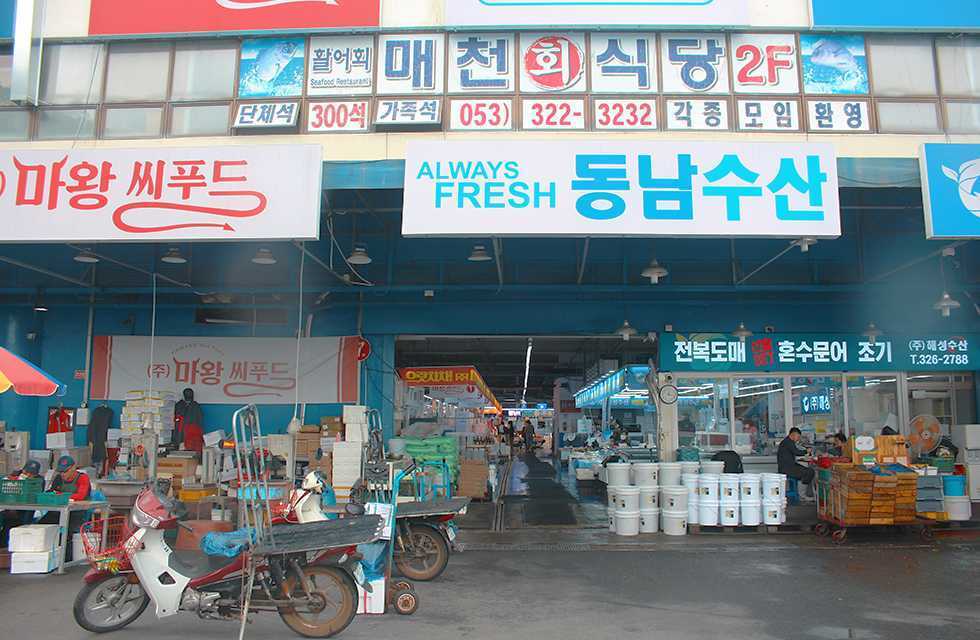 활어회 매천회식당 2F
Seafood Restaurant
단체석 300석 가족석 053) 322-3232 각종 모임 환영
마왕 씨푸드
ALWAYS FRESH 동남수산
(주) 마왕 씨푸드
전복도매 혼수문어 조기 (주)해성수산
T.326-2788